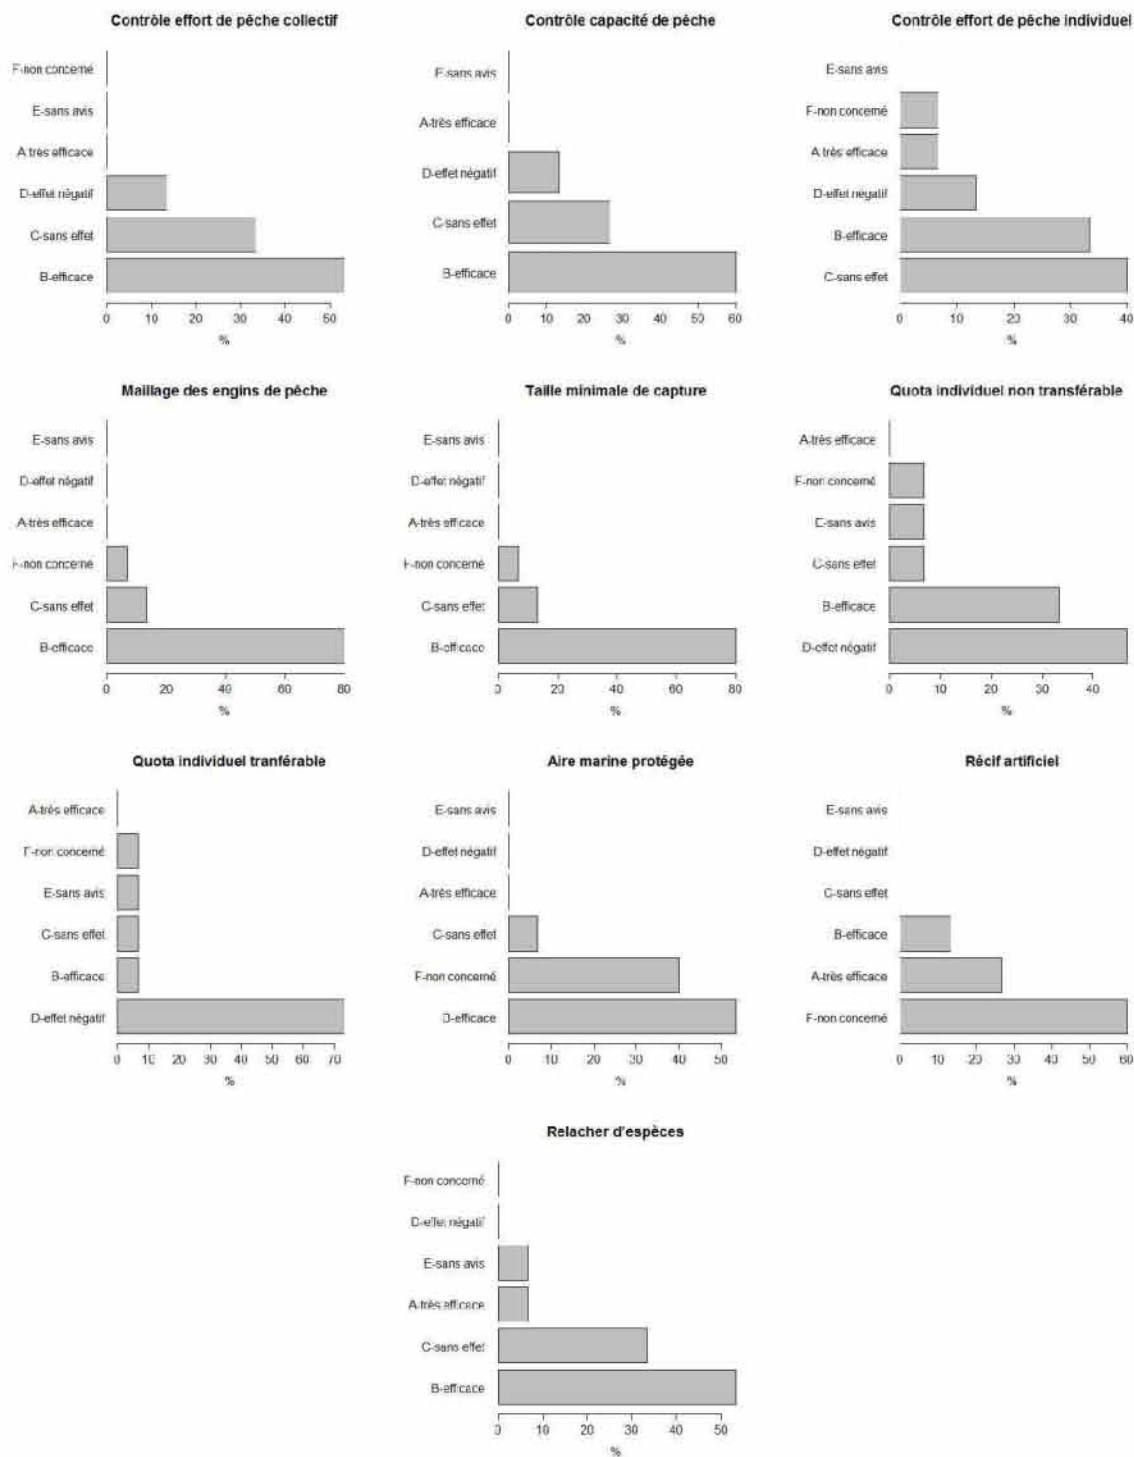 Contrôle effort de pêche collectif
F-non concerné
E-sans avis
A très efficace
D-effet négatif
C-sans effet
B-efficace
0 10 20 30 40 50
%
Contrôle capacité de pêche
E-sans avis
A-très efficace
D-effet négatif
C-sans effet
B-efficace
0 10 20 30 40 50 60
%
Contrôle effort de pêche individuel
E-sans avis
F-non concerné
A très efficace
D-effet négatif
B-efficace
C-sans effet
0 10 20 30 40
%
Maillage des engins de pêche
E-sans avis
D-effet négatif
A-très efficace
F-non concerné
C-sans effet
B-efficace
0 20 40 60 80
%
Taille minimale de capture
E-sans avis
D-effet négatif
A-très efficace
F-non concerné
C-sans effet
B-efficace
0 20 40 60 80
%
Quota individuel non transférable
A-très efficace
F-non concerné
E-sans avis
C-sans effet
B-efficace
D-effet négatif
0 10 20 30 40
%
Quota individuel tranférable
A-très efficace
F-non concerné
E-sans avis
C-sans effet
B-efficace
D-effet négatif
0 10 20 30 40 50 60 70
%
Aire marine protégée
E-sans avis
D-effet négatif
A-très efficace
C-sans effet
F-non concerné
B-efficace
0 10 20 30 40 50
%
Récif artificiel
E-sans avis
D-effet négatif
C-sans effet
B-efficace
A-très efficace
F-non concerné
0 10 20 30 40 50 60
%
Relacher d'espèces
F-non concerné
D-effet négatif
E-sans avis
A-très efficace
C-sans effet
B-efficace
0 10 20 30 40 50
%